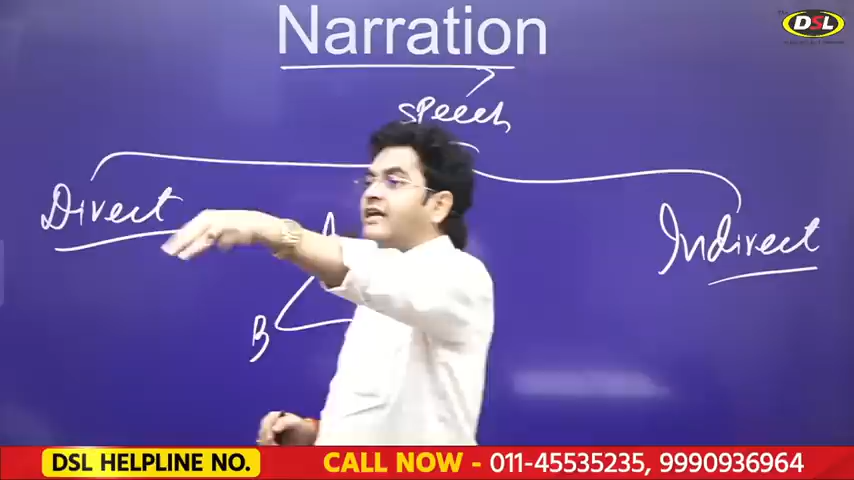 Narration
DSL
Speech
Direct
Indirect
A
B
DSL HELPLINE NO.
CALL NOW - 011-45535235, 9990936964